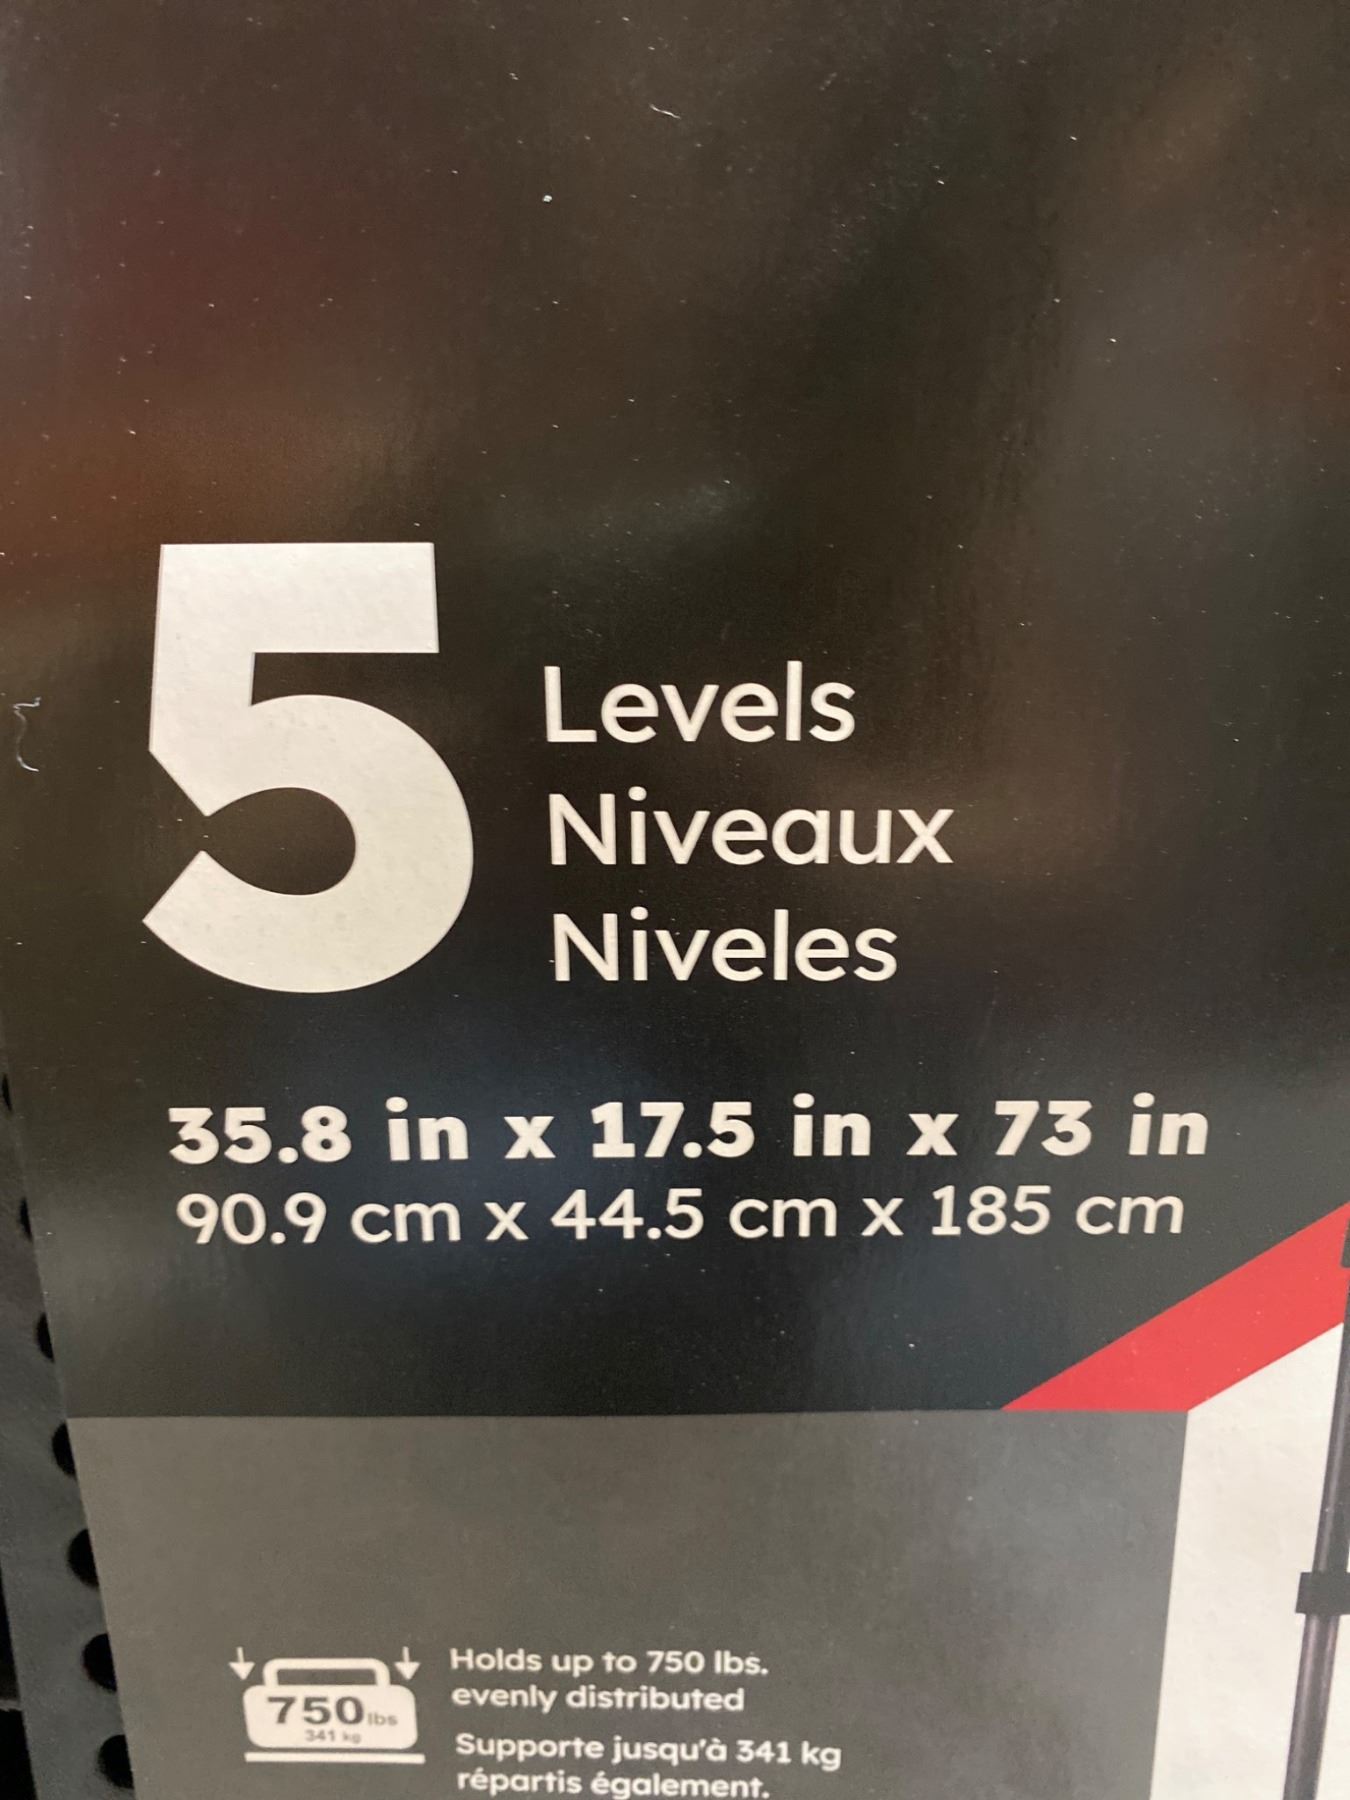 5
Levels
Niveaux
Niveles
35.8 in x 17.5 in x 73 in
90.9 cm x 44.5 cm x 185 cm
750 lbs
341 kg
Holds up to 750 lbs.
evenly distributed
Supporte jusqu'à 341 kg
répartis également.